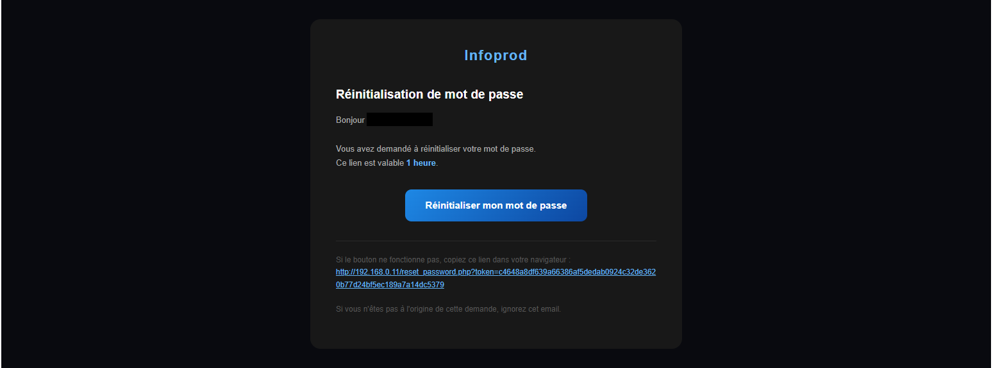 Infoprod
Réinitialisation de mot de passe
Bonjour
Vous avez demandé à réinitialiser votre mot de passe.
Ce lien est valable 1 heure.
Réinitialiser mon mot de passe
Si le bouton ne fonctionne pas, copiez ce lien dans votre navigateur :
http://192.168.0.11/reset_password.php?token=c4648a8df639a66386af5dedab0924c32de362
0b77d24bf5ec189a7a14dc5379
Si vous n'êtes pas à l'origine de cette demande, ignorez cet email.